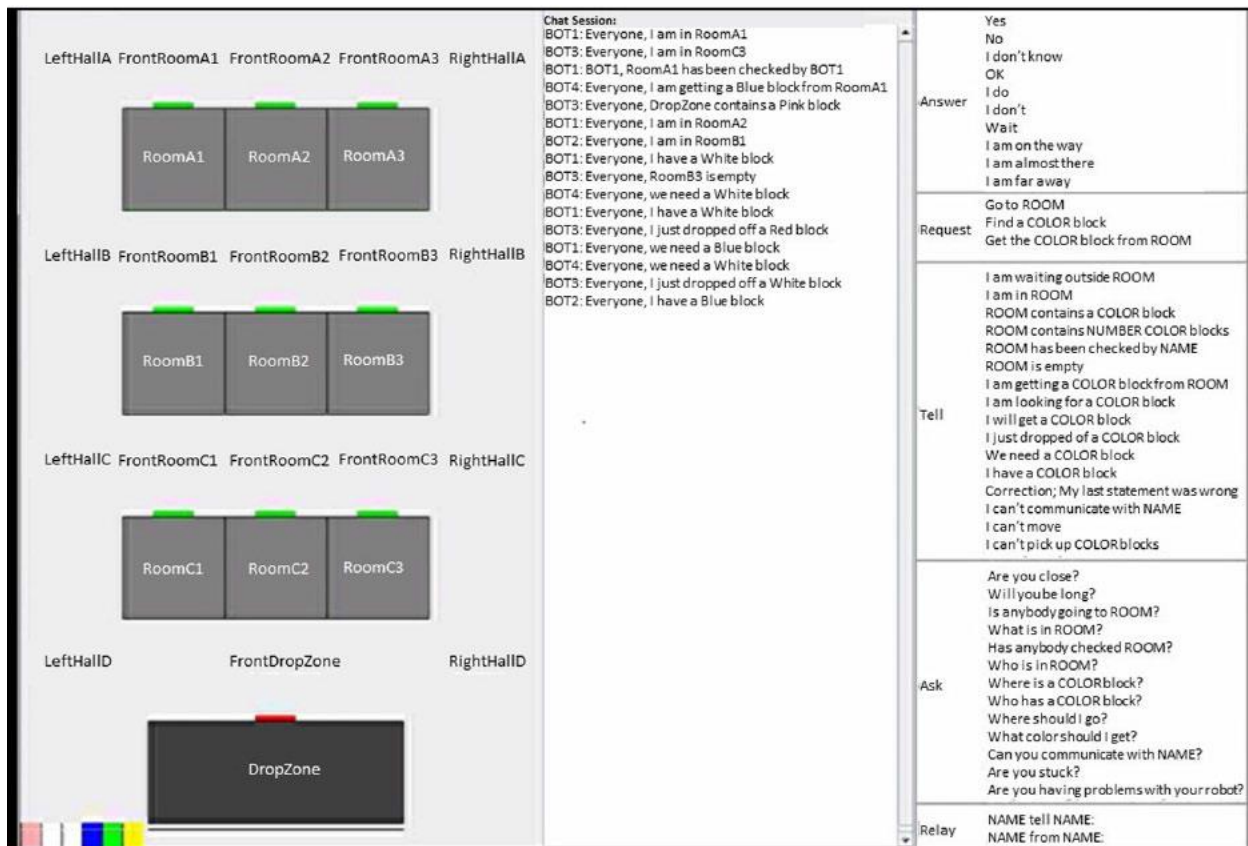 LeftHallA FrontRoomA1 FrontRoomA2 FrontRoomA3 RightHallA
RoomA1 RoomA2 RoomA3
LeftHallB FrontRoomB1 FrontRoomB2 FrontRoomB3 RightHallB
RoomB1 RoomB2 RoomB3
LeftHallC FrontRoomC1 FrontRoomC2 FrontRoomC3 RightHallC
RoomC1 RoomC2 RoomC3
LeftHallD FrontDropZone RightHallD
DropZone
Chat Session:
BOT1: Everyone, I am in RoomA1
BOT3: Everyone, I am in RoomC3
BOT1: BOT1, RoomA1 has been checked by BOT1
BOT4: Everyone, I am getting a Blue block from RoomA1
BOT3: Everyone, DropZone contains a Pink block
BOT1: Everyone, I am in RoomA2
BOT2: Everyone, I am in RoomB1
BOT1: Everyone, I have a White block
BOT3: Everyone, RoomB3 is empty
BOT4: Everyone, we need a White block
BOT1: Everyone, I have a White block
BOT3: Everyone, I just dropped off a Red block
BOT1: Everyone, we need a Blue block
BOT4: Everyone, we need a White block
BOT3: Everyone, I just dropped off a White block
BOT2: Everyone, I have a Blue block
Answer
Yes
No
I don't know
OK
I do
I don't
Wait
I am on the way
I am almost there
I am far away
Request
Go to ROOM
Find a COLOR block
Get the COLOR block from ROOM
Tell
I am waiting outside ROOM
I am in ROOM
ROOM contains a COLOR block
ROOM contains NUMBER COLOR blocks
ROOM has been checked by NAME
ROOM is empty
I am getting a COLOR block from ROOM
I am looking for a COLOR block
I will get a COLOR block
I just dropped of a COLOR block
We need a COLOR block
I have a COLOR block
Correction; My last statement was wrong
I can't communicate with NAME
I can't move
I can't pick up COLOR blocks
Ask
Are you close?
Will you be long?
Is anybody going to ROOM?
What is in ROOM?
Has anybody checked ROOM?
Who is in ROOM?
Where is a COLOR block?
Who has a COLOR block?
Where should I go?
What color should I get?
Can you communicate with NAME?
Are you stuck?
Are you having problems with your robot?
Relay
NAME tell NAME:
NAME from NAME: